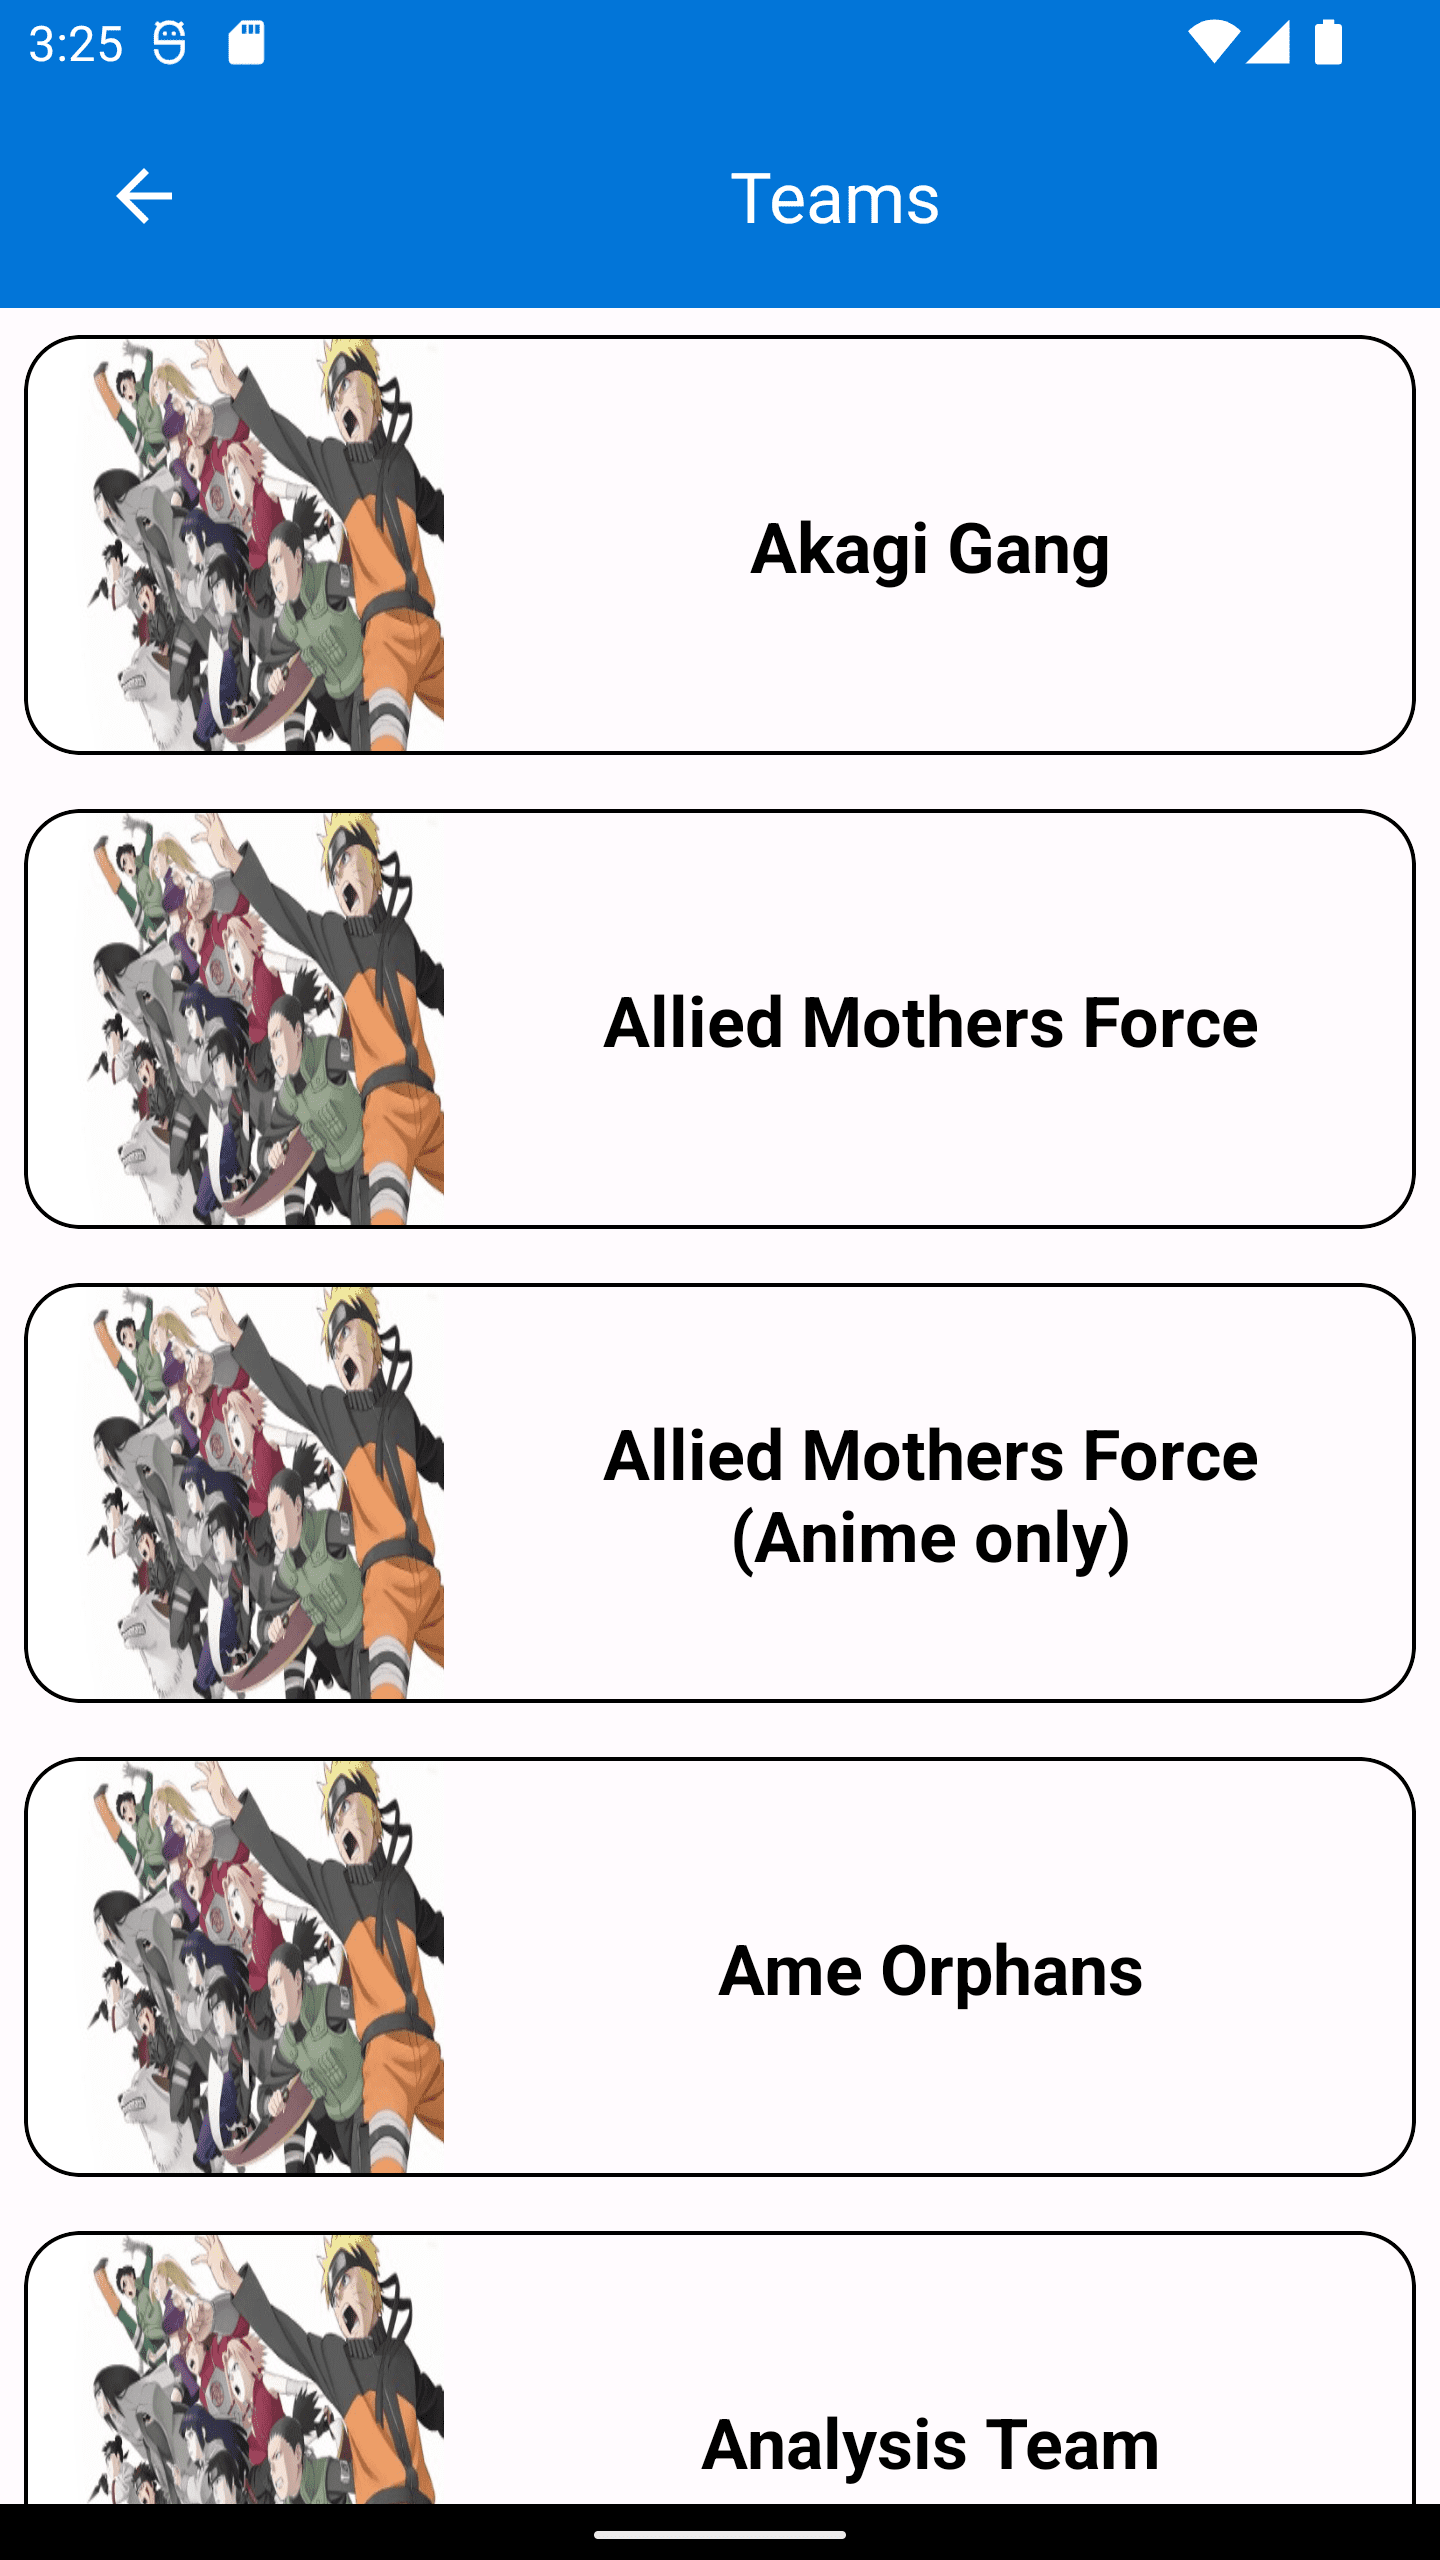 3:25
Teams
Akagi Gang
Allied Mothers Force
Allied Mothers Force
(Anime only)
Ame Orphans
Analysis Team